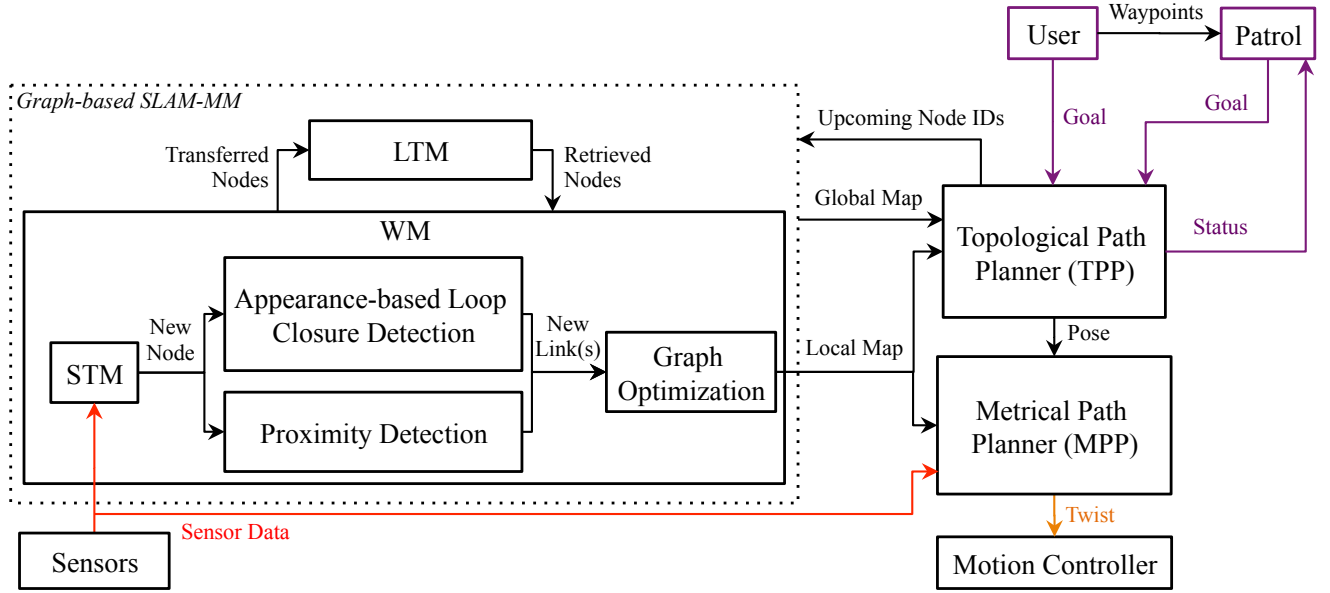 Waypoints
User
Patrol
Graph-based SLAM-MM
Goal
Goal
Upcoming Node IDs
Transferred
Nodes
LTM
Retrieved
Nodes
Global Map
WM
Topological Path
Planner (TPP)
Status
Appearance-based Loop
Closure Detection
New
Node
New
Link(s)
STM
Graph
Optimization
Local Map
Pose
Proximity Detection
Metrical Path
Planner (MPP)
Sensor Data
Twist
Sensors
Motion Controller